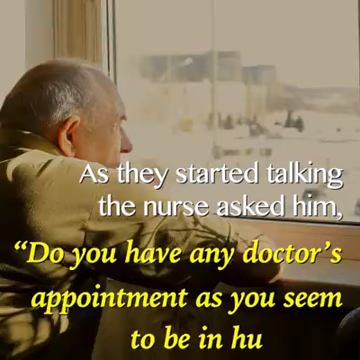 As they started talking
the nurse asked him,
“Do you have any doctor’s
appointment as you seem
to be in hu